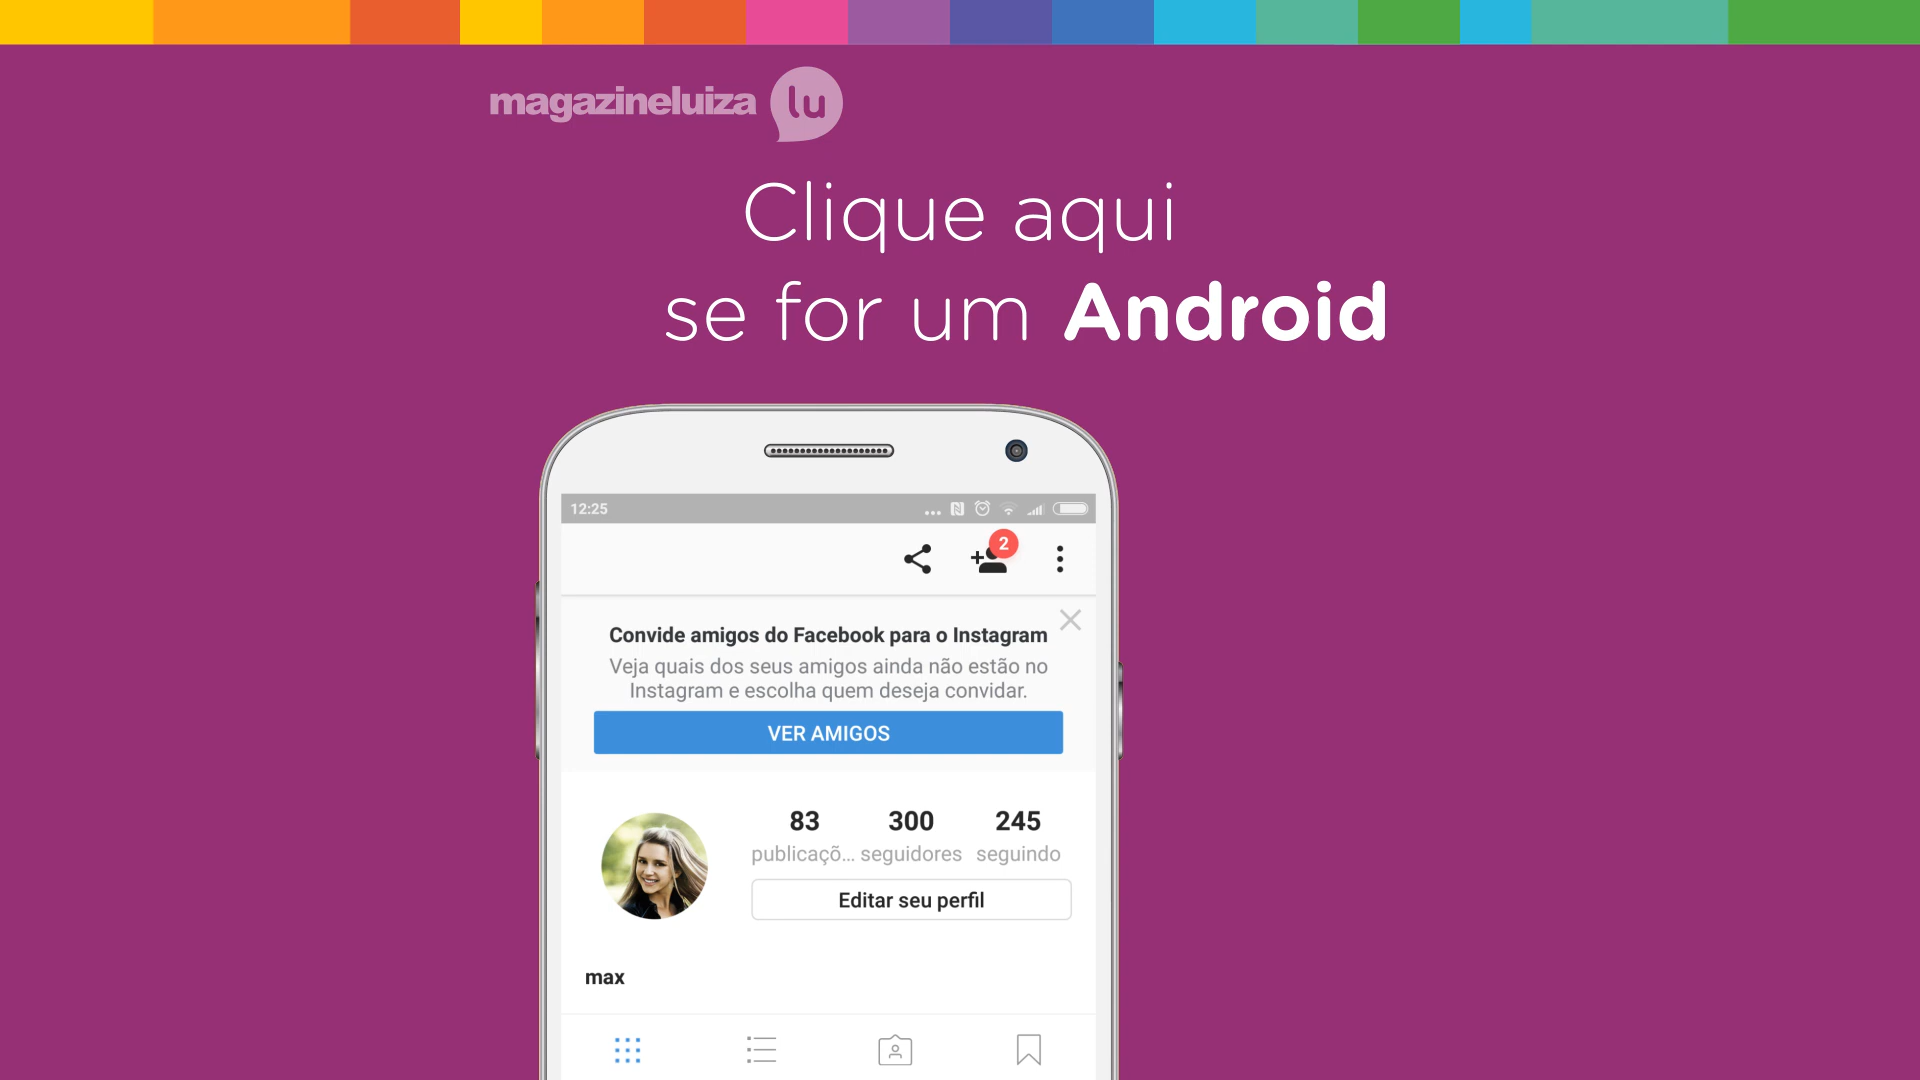 magazineluiza lu
Clique aqui
se for um Android
12:25
2
Convide amigos do Facebook para o Instagram
Veja quais dos seus amigos ainda não estão no
Instagram e escolha quem deseja convidar.
VER AMIGOS
83 300 245
publicaçõ... seguidores seguindo
Editar seu perfil
max